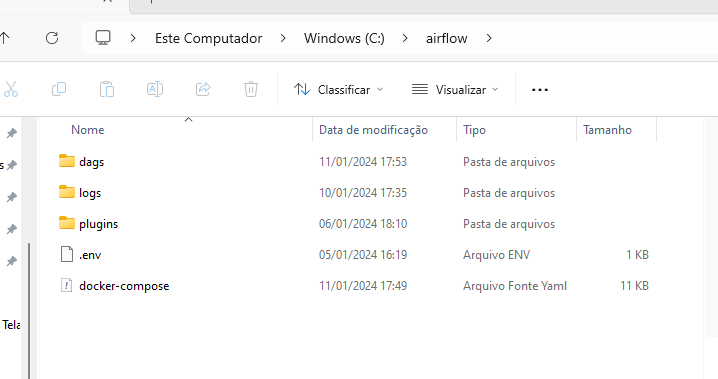 Este Computador > Windows (C:) > airflow >
Classificar Visualizar ...
Nome Data de modificação Tipo Tamanho
dags 11/01/2024 17:53 Pasta de arquivos
logs 10/01/2024 17:35 Pasta de arquivos
plugins 06/01/2024 18:10 Pasta de arquivos
.env 05/01/2024 16:19 Arquivo ENV 1 KB
docker-compose 11/01/2024 17:49 Arquivo Fonte Yaml 11 KB
Tela